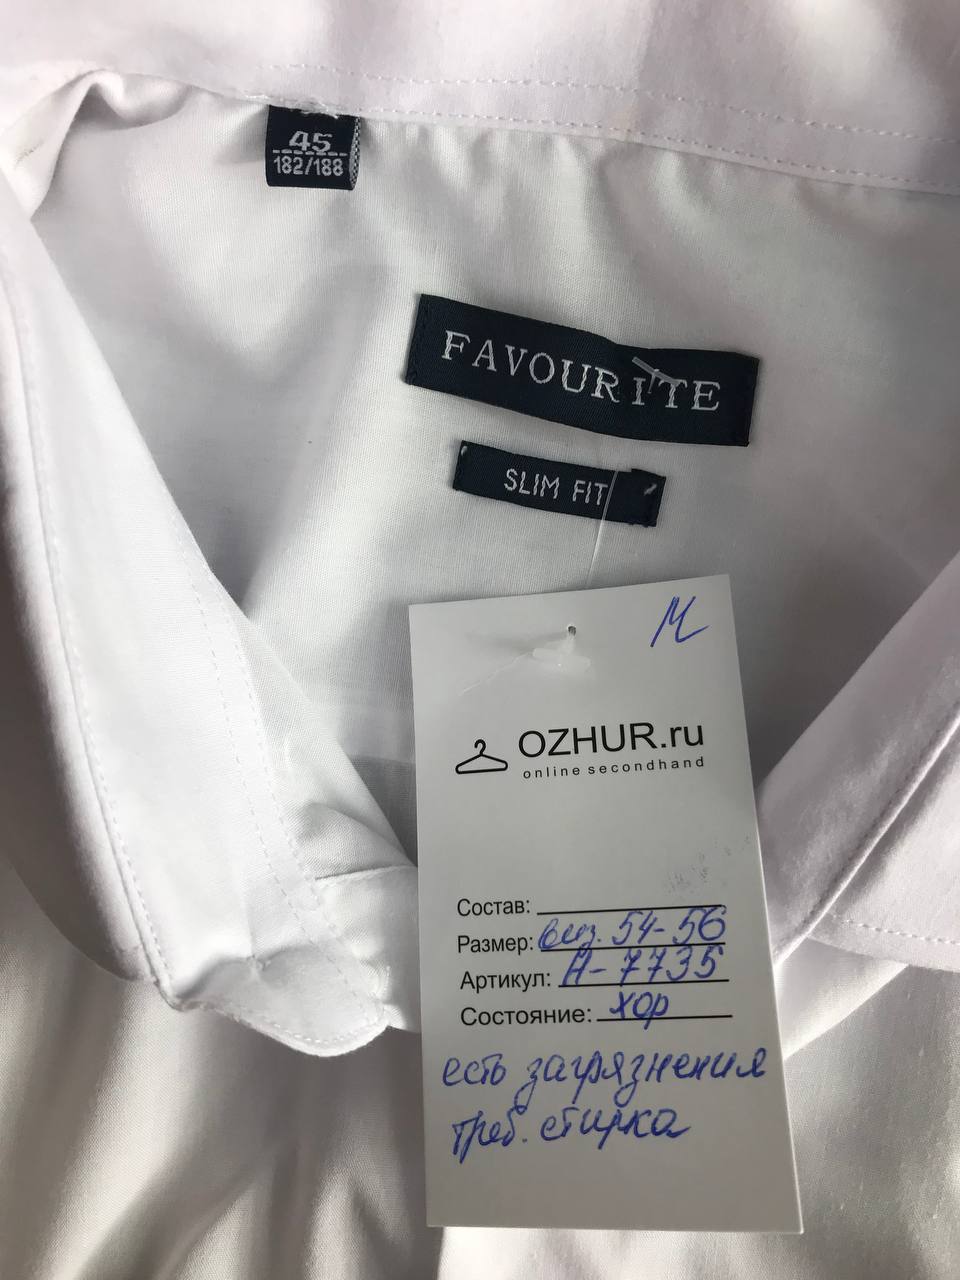 45
182/188
FAVOURITE
SLIM FIT
М
OZHUR.ru
online secondhand
Состав:
Размер: виз. 54-56
Артикул: А-7735
Состояние: хор
есть загрязнения
треб. стирка